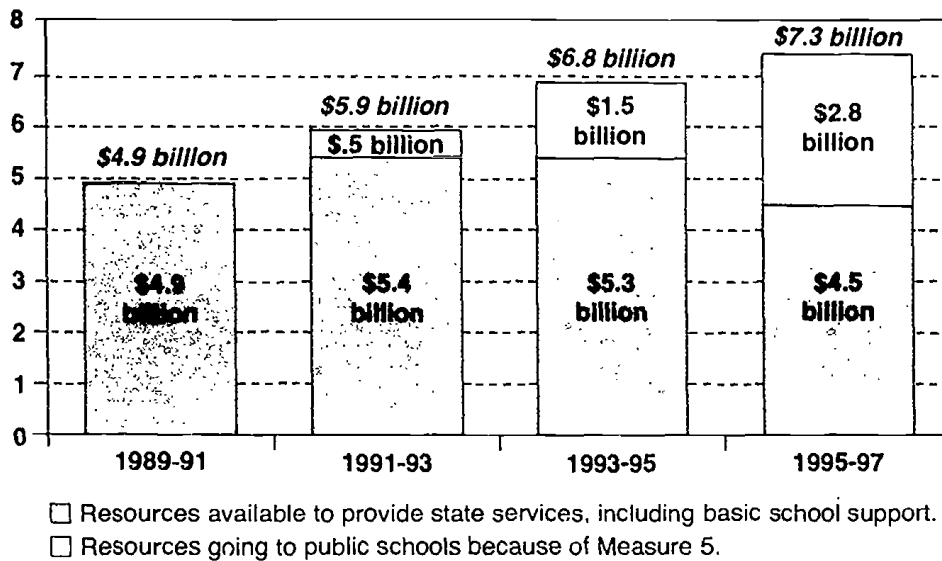 8
7
6
5
4
3
2
1
0
$4.9 billion
$4.9
billion
$5.9 billion
$.5 billion
$5.4
billion
$6.8 billion
$1.5
billion
$5.3
billion
$7.3 billion
$2.8
billion
$4.5
billion
1989-91
1991-93
1993-95
1995-97
Resources available to provide state services, including basic school support.
Resources going to public schools because of Measure 5.